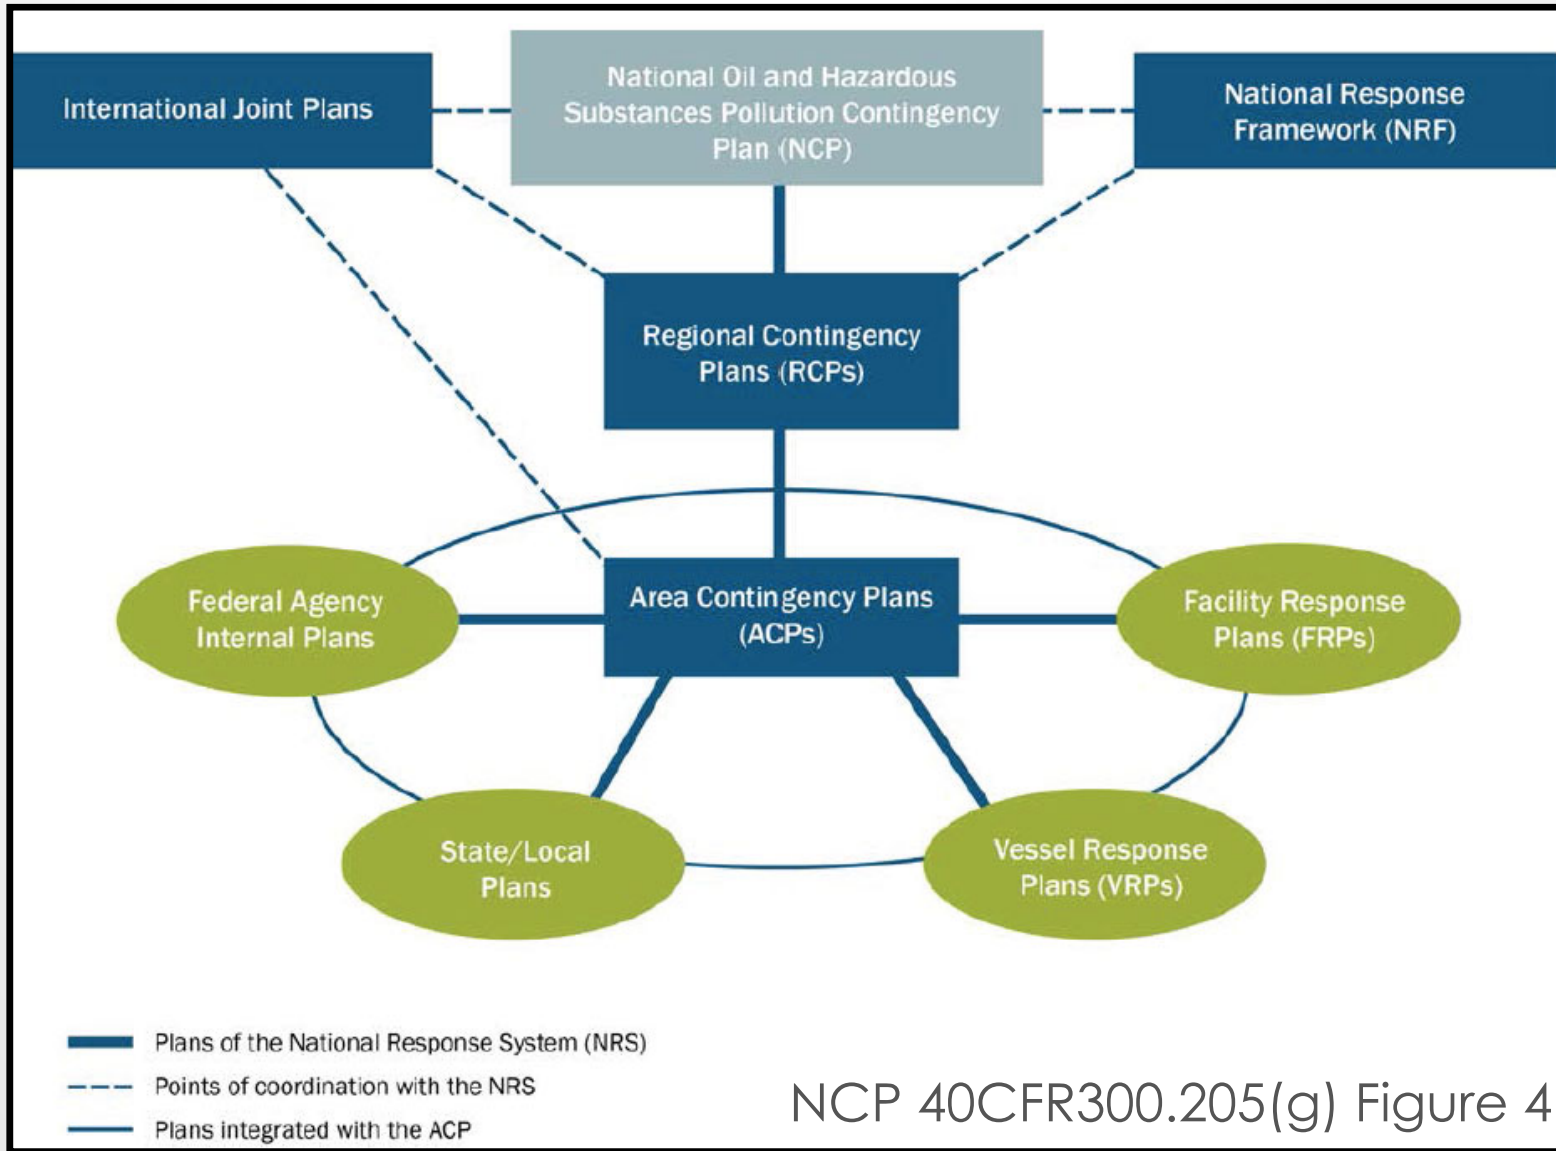 International Joint Plans
National Oil and Hazardous
Substances Pollution Contingency
Plan (NCP)
National Response
Framework (NRF)
Regional Contingency
Plans (RCPs)
Federal Agency
Internal Plans
Area Contingency Plans
(ACPs)
Facility Response
Plans (FRPs)
State/Local
Plans
Vessel Response
Plans (VRPs)
Plans of the National Response System (NRS)
Points of coordination with the NRS
Plans integrated with the ACP
NCP 40CFR300.205(g) Figure 4